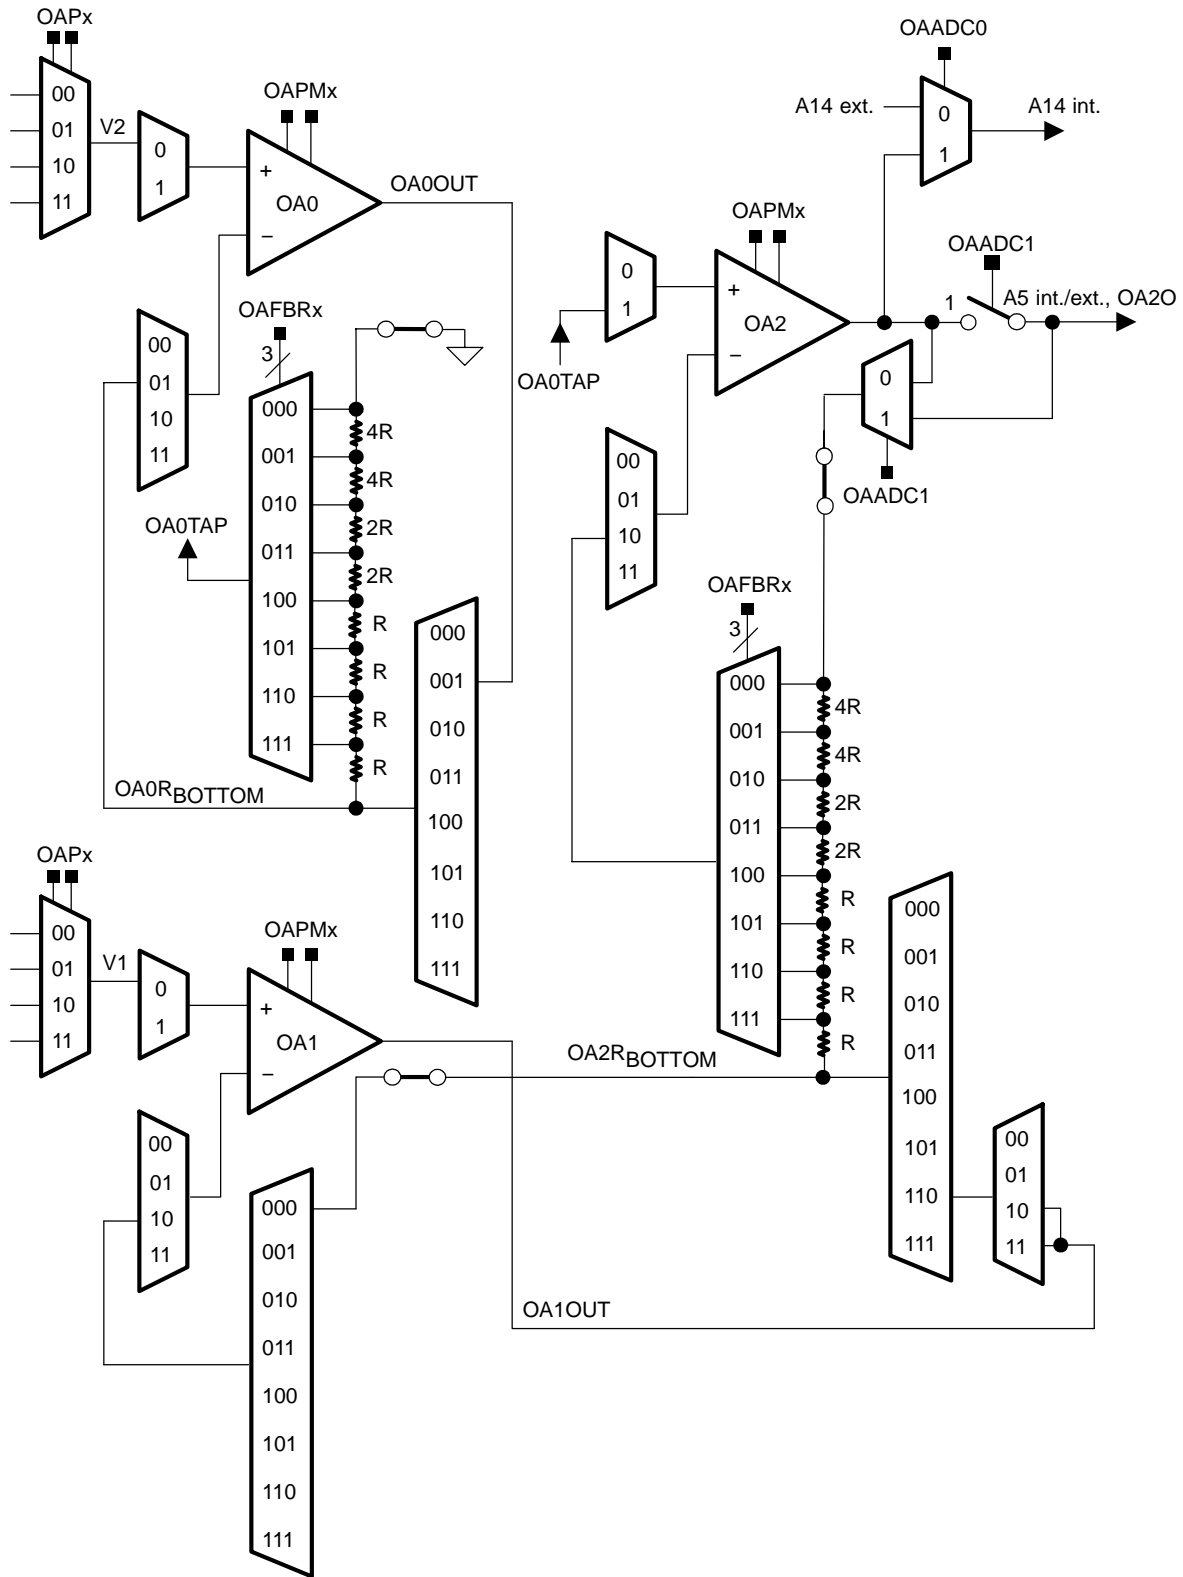 OAPx
00
01
10
11
V2
0
1
OAPMx
+
OA0
−
OA0OUT
00
01
10
11
OAFBRx
3
000
001
010
011
100
101
110
111
4R
4R
2R
2R
R
R
R
R
OA0TAP
OA0RBOTTOM
000
001
010
011
100
101
110
111
OAADC0
A14 ext.
0
1
A14 int.
OAPMx
0
1
OA0TAP
+
OA2
−
OAADC1
1
A5 int./ext., OA2O
0
1
OAADC1
00
01
10
11
OAFBRx
3
000
001
010
011
100
101
110
111
4R
4R
2R
2R
R
R
R
R
OA2RBOTTOM
000
001
010
011
100
101
110
111
00
01
10
11
OAPx
00
01
10
11
V1
0
1
OAPMx
+
OA1
−
00
01
10
11
000
001
010
011
100
101
110
111
OA1OUT